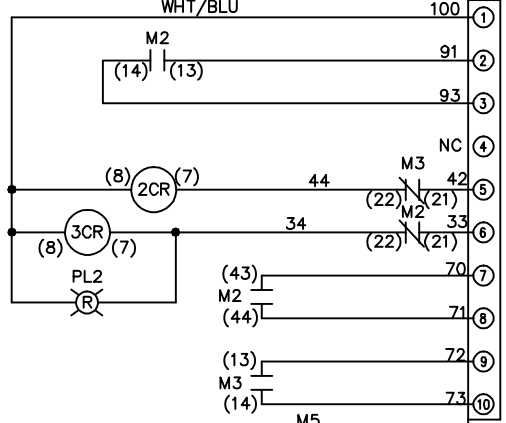 WHT/BLU 100 1
M2 91 2
(14) (13)
93 3
NC 4
M3
(8) 2CR (7) 44 (22) (21) 42 5
M2
(8) 3CR (7) 34 (22) (21) 33 6
PL2
R
(43) 70 7
M2
(44) 71 8
(13) 72 9
M3
(14) 73 10
M5